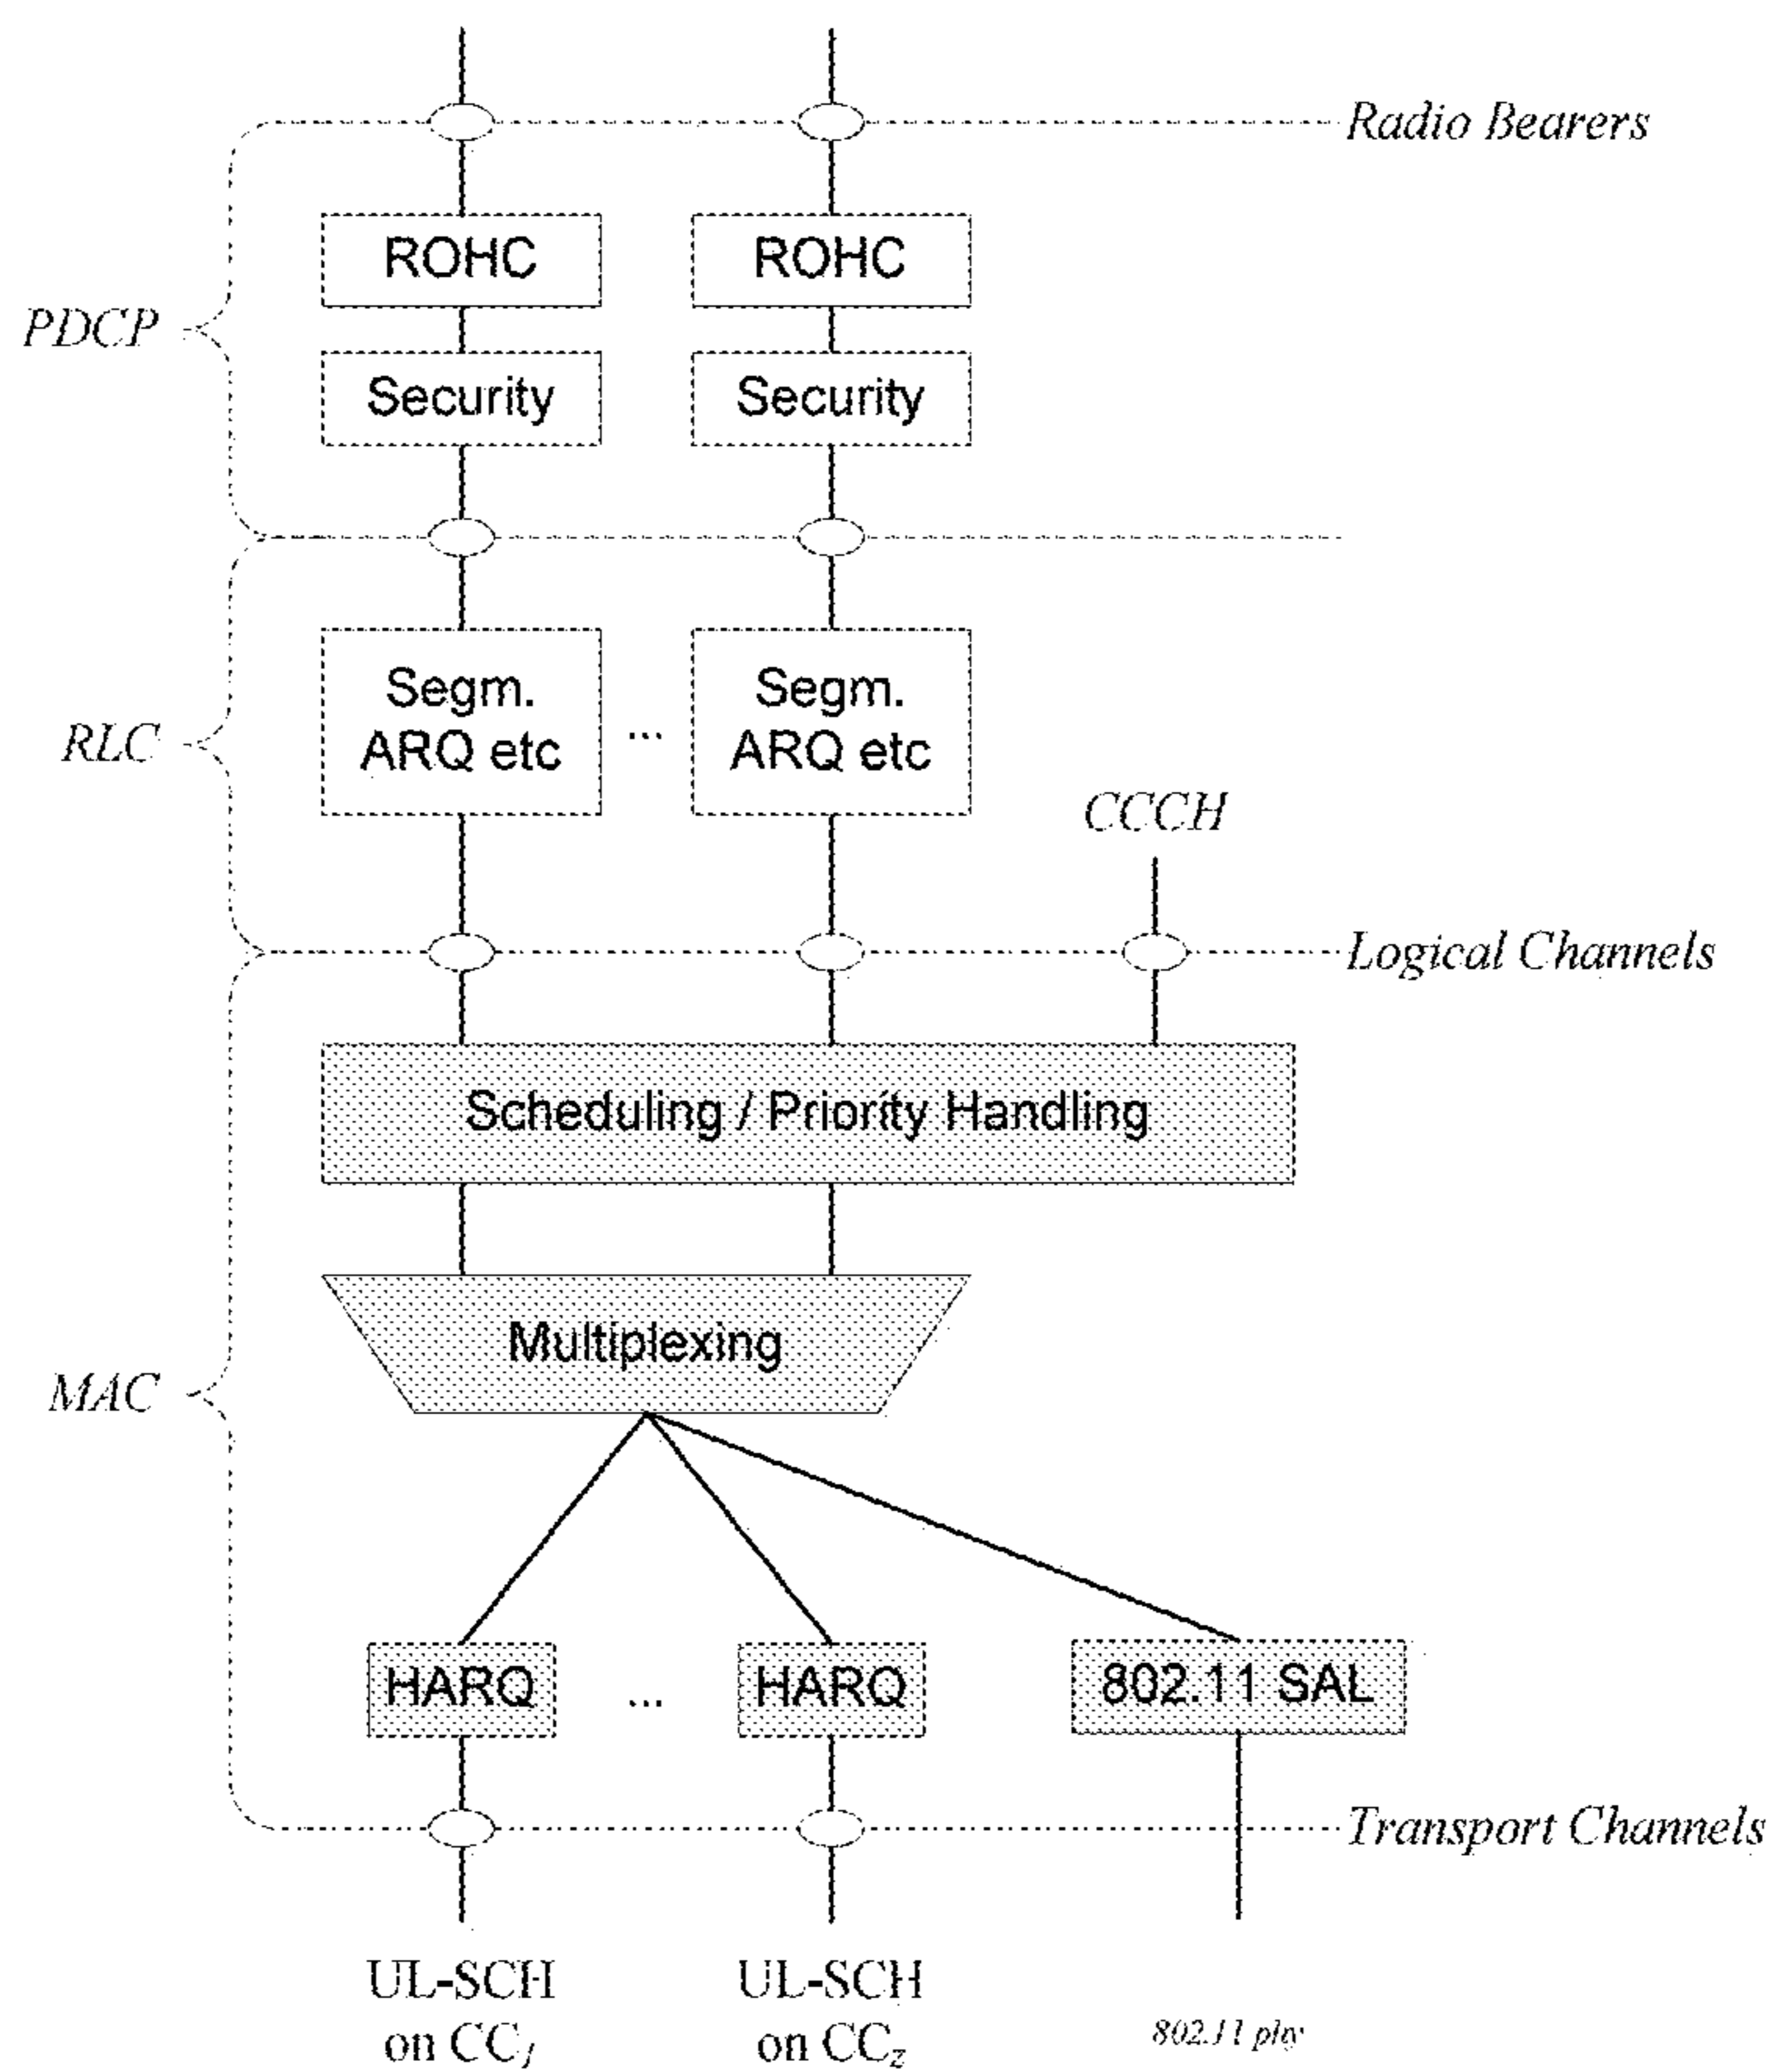 Radio Bearers
ROHC ROHC
PDCP
Security Security
Segm. Segm.
ARQ etc ... ARQ etc
RLC
CCCH
Logical Channels
Scheduling / Priority Handling
Multiplexing
MAC
HARQ ... HARQ 802.11 SAL
Transport Channels
UL-SCH UL-SCH
on CC1 on CCz 802.11 phy